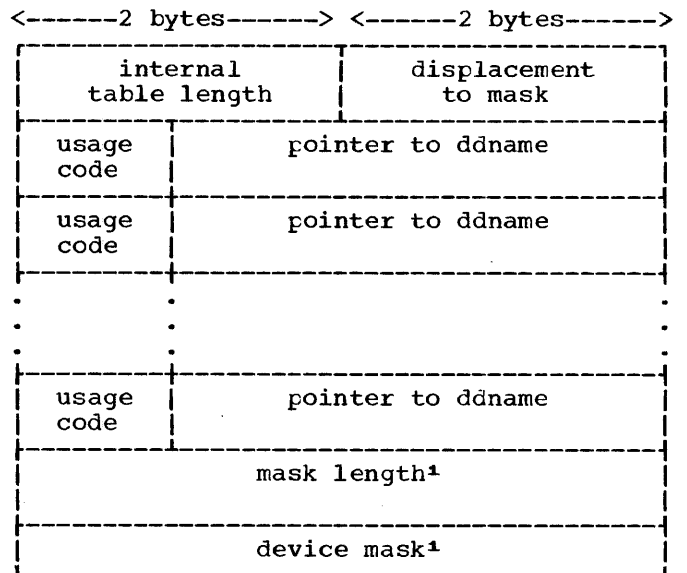 <------2 bytes------> <------2 bytes------>
internal displacement
table length to mask
usage pointer to ddname
code
usage pointer to ddname
code
usage pointer to ddname
code
mask length¹
device mask¹